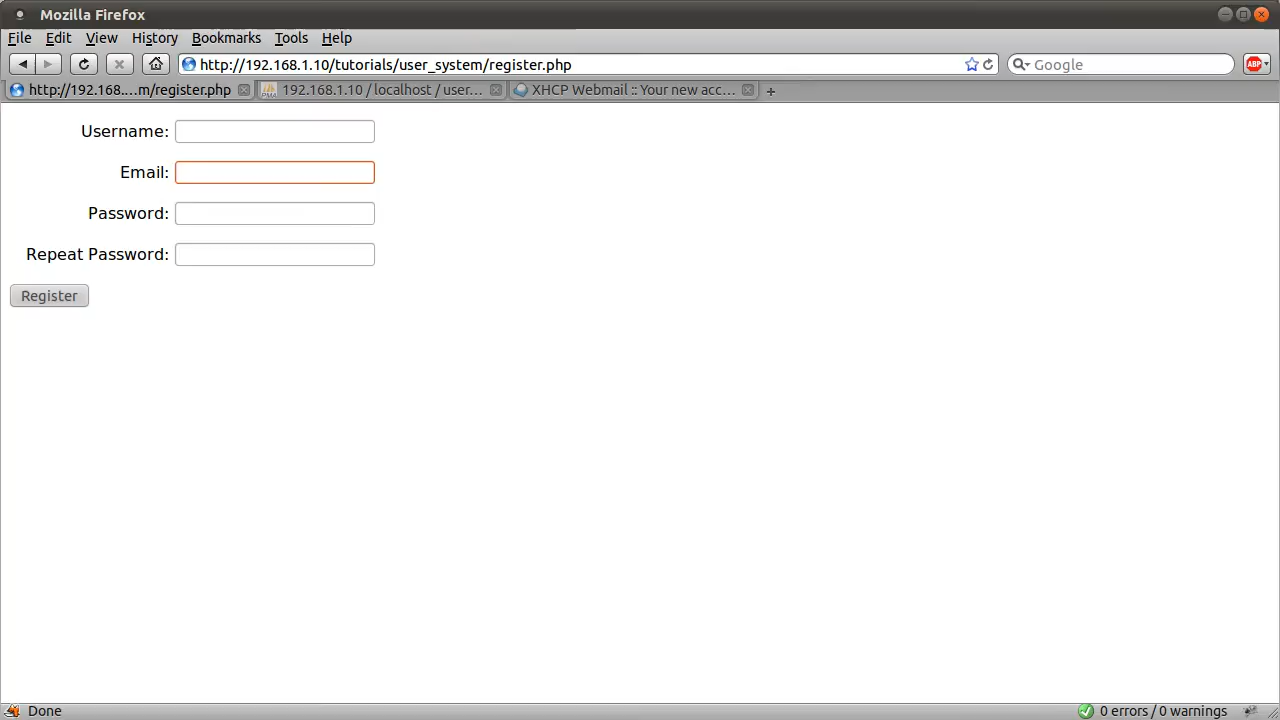 Mozilla Firefox
File Edit View History Bookmarks Tools Help
http://192.168.1.10/tutorials/user_system/register.php
Google
ABP
http://192.168....m/register.php
192.168.1.10 / localhost / user...
XHCP Webmail :: Your new acc...
Username:
Email:
Password:
Repeat Password:
Register
Done
0 errors / 0 warnings